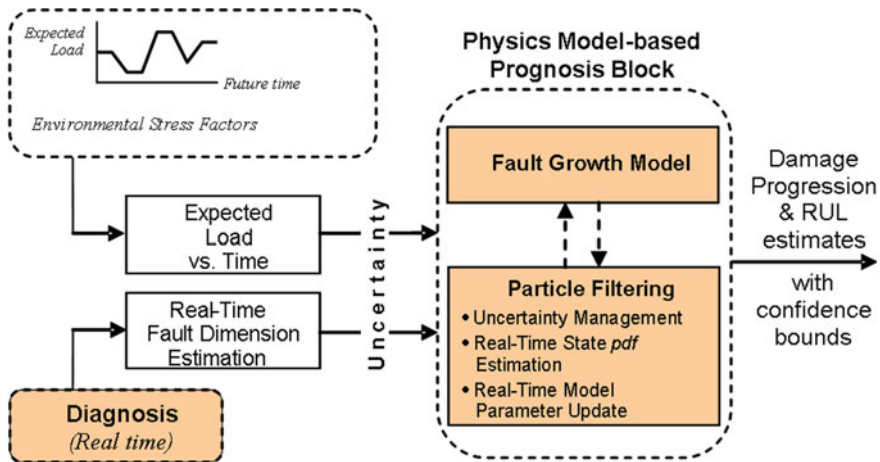 Expected
Load
Future time
Environmental Stress Factors
Expected
Load
vs. Time
Real-Time
Fault Dimension
Estimation
Diagnosis
(Real time)
Uncertainty
Physics Model-based
Prognosis Block
Fault Growth Model
Particle Filtering
• Uncertainty Management
• Real-Time State pdf
Estimation
• Real-Time Model
Parameter Update
Damage
Progression
& RUL
estimates
with
confidence
bounds